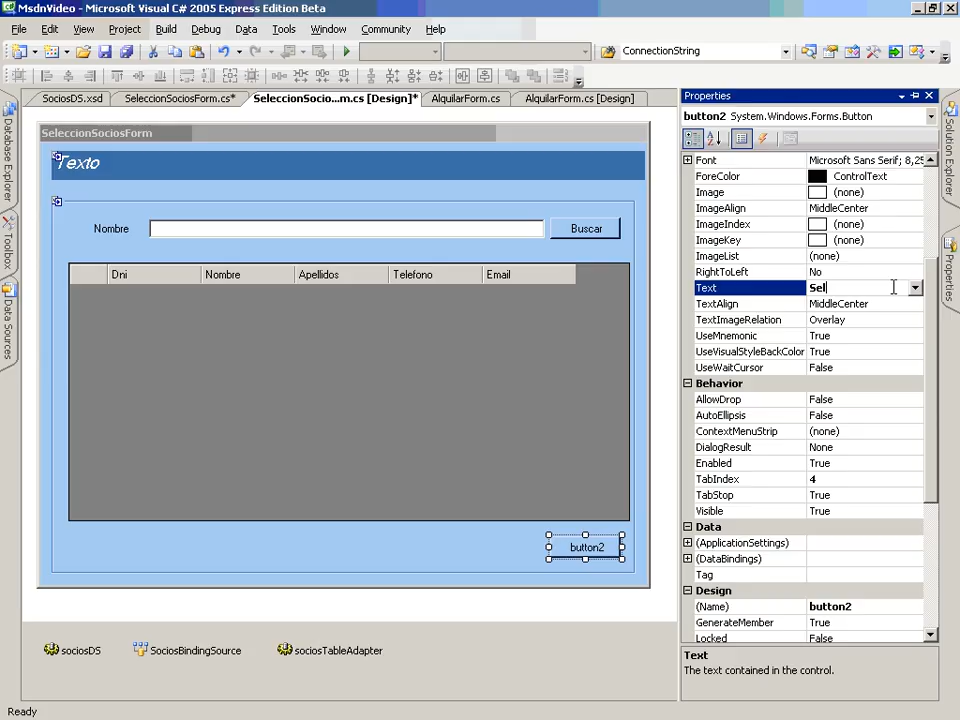 MsdnVideo - Microsoft Visual C# 2005 Express Edition Beta
File Edit View Project Build Debug Data Tools Window Community Help
ConnectionString
SociosDS.xsd SeleccionSociosForm.cs* SeleccionSocio...m.cs [Design]* AlquilarForm.cs AlquilarForm.cs [Design]
Database Explorer
Toolbox
Data Sources
SeleccionSociosForm
Texto
Nombre Buscar
Dni Nombre Apellidos Telefono Email
button2
sociosDS SociosBindingSource sociosTableAdapter
Properties
button2 System.Windows.Forms.Button
Font Microsoft Sans Serif; 8,25
ForeColor ControlText
Image (none)
ImageAlign MiddleCenter
ImageIndex (none)
ImageKey (none)
ImageList (none)
RightToLeft No
Text Sel
TextAlign MiddleCenter
TextImageRelation Overlay
UseMnemonic True
UseVisualStyleBackColor True
UseWaitCursor False
Behavior
AllowDrop False
AutoEllipsis False
ContextMenuStrip (none)
DialogResult None
Enabled True
TabIndex 4
TabStop True
Visible True
Data
(ApplicationSettings)
(DataBindings)
Tag
Design
(Name) button2
GenerateMember True
Locked False
Text
The text contained in the control.
Solution Explorer
Properties
Ready